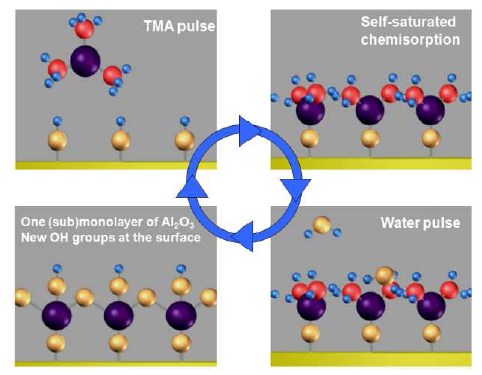 TMA pulse
Self-saturated
chemisorption
One (sub)monolayer of Al₂O₃
New OH groups at the surface
Water pulse